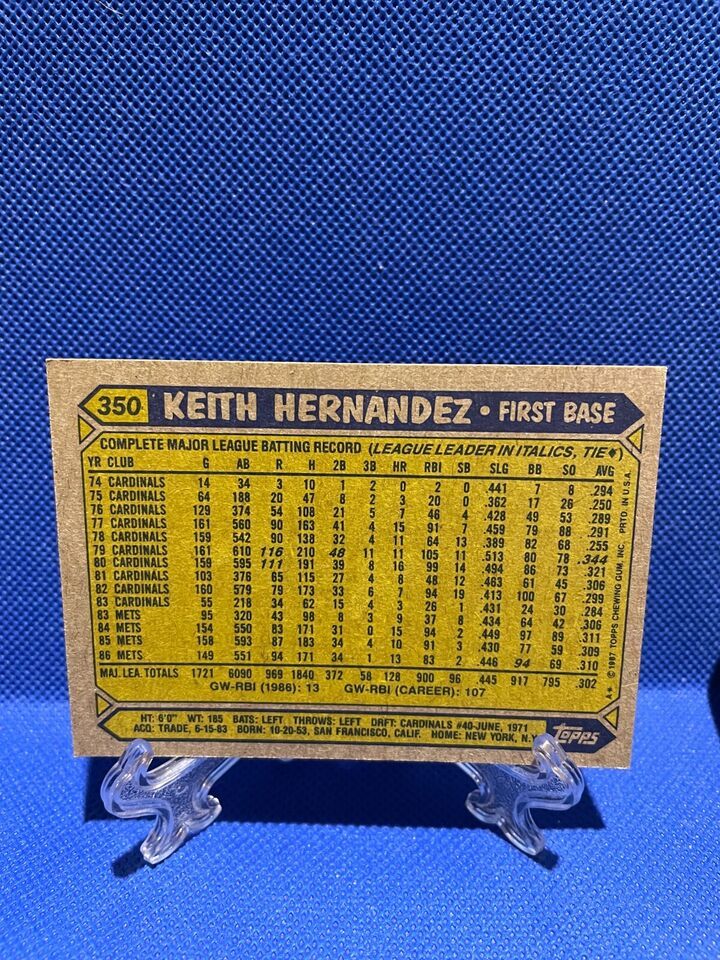 350 KEITH HERNANDEZ • FIRST BASE
COMPLETE MAJOR LEAGUE BATTING RECORD (LEAGUE LEADER IN ITALICS, TIE♦)
YR CLUB G AB R H 2B 3B HR RBI SB SLG BB SO AVG
74 CARDINALS 14 34 3 10 1 2 0 2 0 .441 7 8 .294
75 CARDINALS 64 188 20 47 8 2 3 20 0 .362 17 26 .250
76 CARDINALS 129 374 54 108 21 5 7 46 4 .428 49 53 .289
77 CARDINALS 161 560 90 163 41 4 15 91 7 .459 79 88 .291
78 CARDINALS 159 542 90 138 32 4 11 64 13 .389 82 68 .255
79 CARDINALS 161 610 116 210 48 11 11 105 11 .513 80 78 .344
80 CARDINALS 159 595 111 191 39 8 16 99 14 .494 86 73 .321
81 CARDINALS 103 376 65 115 27 4 8 48 12 .463 61 45 .306
82 CARDINALS 160 579 79 173 33 6 7 94 19 .413 100 67 .299
83 CARDINALS 55 218 34 62 15 4 3 26 1 .431 24 30 .284
83 METS 95 320 43 98 8 3 9 37 8 .434 64 42 .306
84 METS 154 550 83 171 31 0 15 94 2 .449 97 89 .311
85 METS 158 593 87 183 34 4 10 91 3 .430 77 59 .309
86 METS 149 551 94 171 34 1 13 83 2 .446 94 69 .310
MAJ. LEA. TOTALS 1721 6090 969 1840 372 58 128 900 96 .445 917 795 .302
GW-RBI (1986): 13 GW-RBI (CAREER): 107
HT: 6'0" WT: 185 BATS: LEFT THROWS: LEFT DRFT: CARDINALS #40-JUNE, 1971
ACQ: TRADE, 6-15-83 BORN: 10-20-53, SAN FRANCISCO, CALIF. HOME: NEW YORK, N.Y.
Topps
A* © 1987 TOPPS CHEWING GUM, INC. PRTD. IN U.S.A.